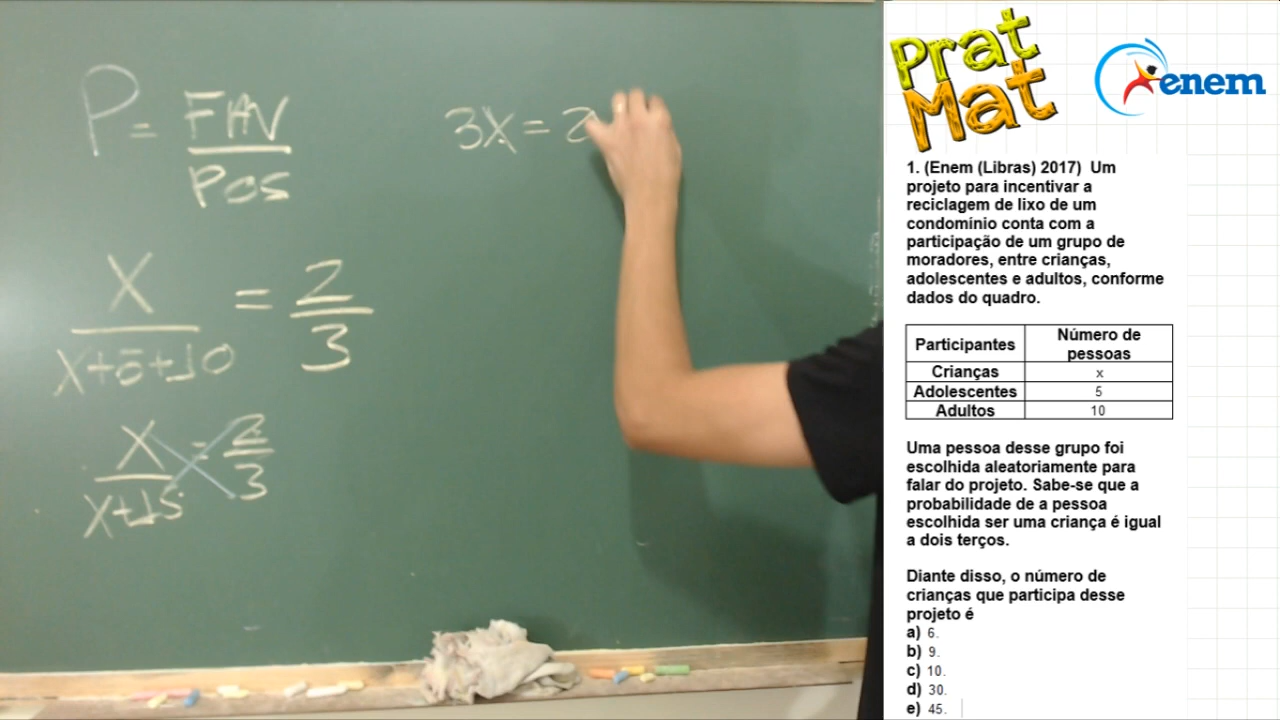 P = FAV
POS
X
X+5+10
=
2
3
X
X+15
=
2
3
3X = 2
Prat
Mat
enem
1. (Enem (Libras) 2017) Um
projeto para incentivar a
reciclagem de lixo de um
condomínio conta com a
participação de um grupo de
moradores, entre crianças,
adolescentes e adultos, conforme
dados do quadro.
Participantes Número de pessoas
Crianças x
Adolescentes 5
Adultos 10
Uma pessoa desse grupo foi
escolhida aleatoriamente para
falar do projeto. Sabe-se que a
probabilidade de a pessoa
escolhida ser uma criança é igual
a dois terços.
Diante disso, o número de
crianças que participa desse
projeto é
a) 6.
b) 9.
c) 10.
d) 30.
e) 45.